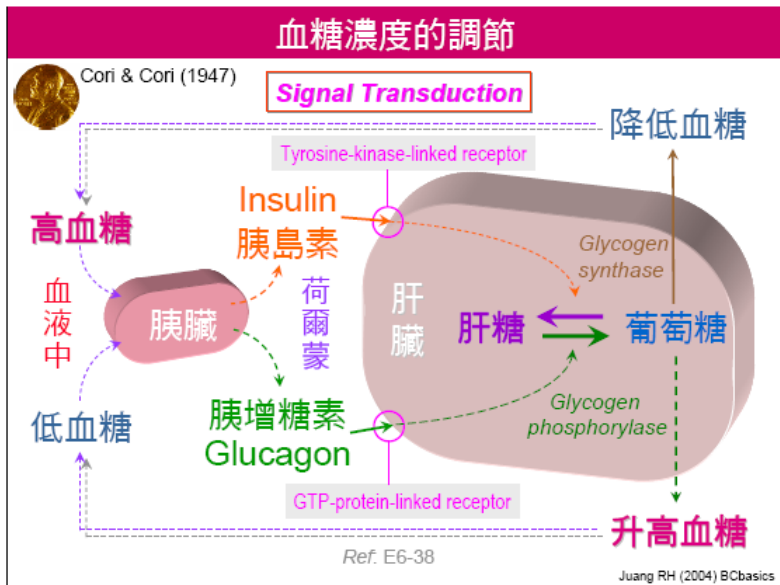 血糖濃度的調節
Cori & Cori (1947)
Signal Transduction
降低血糖
Tyrosine-kinase-linked receptor
Insulin
胰島素
高血糖
Glycogen
synthase
血液中
胰臟
荷爾蒙
肝臟
肝糖
葡萄糖
低血糖
胰增糖素
Glucagon
Glycogen
phosphorylase
GTP-protein-linked receptor
升高血糖
Ref: E6-38
Juang RH (2004) BCbasics